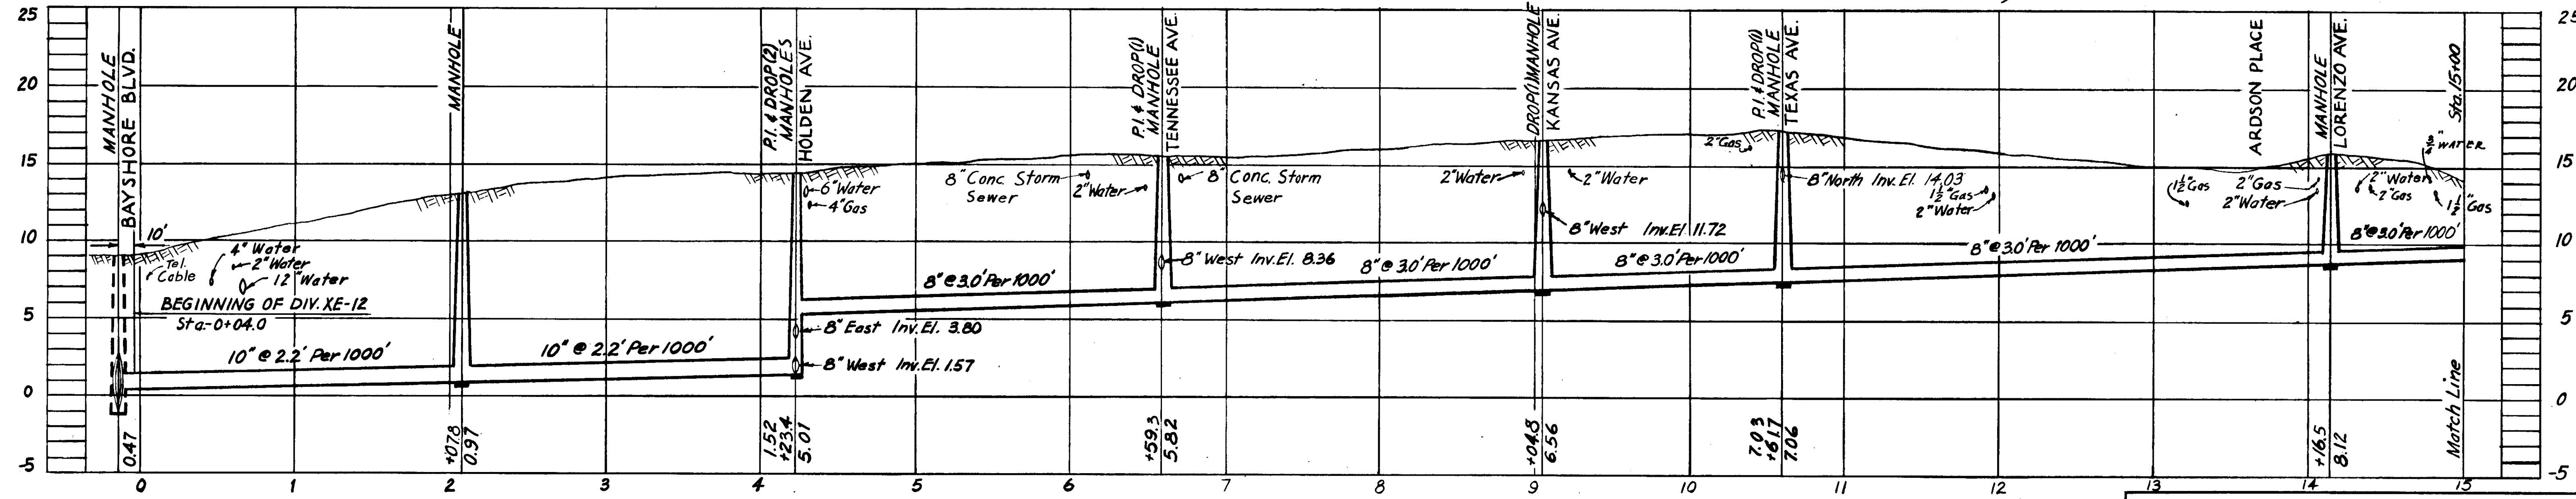 25
20
15
10
5
0
-5
MANHOLE
BAYSHORE BLVD.
MANHOLE
P.I. & DROP(2)
MANHOLES
HOLDEN AVE.
P.I. & DROP(1)
MANHOLE
TENNESSEE AVE.
DROP(1) MANHOLE
KANSAS AVE.
P.I. & DROP(1)
MANHOLE
TEXAS AVE.
ARDSON PLACE
MANHOLE
LORENZO AVE.
Sta. 15+00
25
20
15
10
5
0
-5
10'
Tel.
Cable
4" Water
2" Water
12" Water
BEGINNING OF DIV. XE-12
Sta.-0+04.0
10" @ 2.2' Per 1000'
10" @ 2.2' Per 1000'
6" Water
4" Gas
8" East Inv. El. 3.80
8" West Inv. El. 1.57
8" Conc. Storm
Sewer
2" Water
8" Conc. Storm
Sewer
8" @ 3.0' Per 1000'
8" West Inv. El. 8.36
8" @ 3.0' Per 1000'
2" Water
2" Water
8" West Inv. El. 11.72
8" @ 3.0' Per 1000'
2" Gas
8" North Inv. El. 14.03
1½" Gas
2" Water
8" @ 3.0' Per 1000'
1½" Gas
2" Gas
2" Water
2" Water
2" Gas
¾" WATER
1½" Gas
8" @ 3.0' Per 1000'
Match Line
0.47
+07.8
0.97
1.52
+23.4
5.01
+59.3
5.82
+04.8
6.56
7.03
+61.7
7.06
+16.5
8.12
0 1 2 3 4 5 6 7 8 9 10 11 12 13 14 15